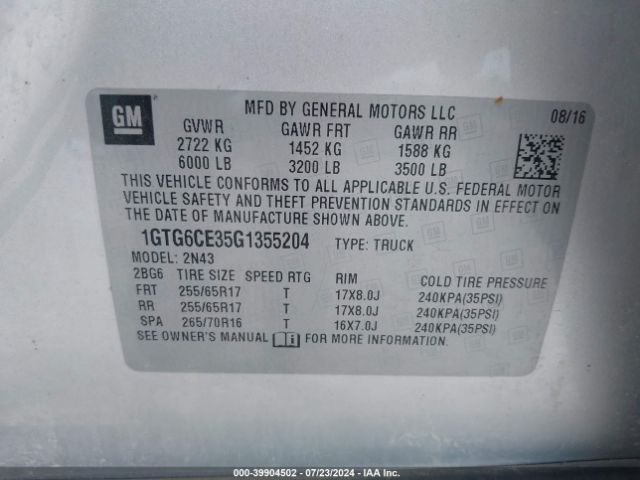 GM
MFD BY GENERAL MOTORS LLC 08/16
GVWR GAWR FRT GAWR RR
2722 KG 1452 KG 1588 KG
6000 LB 3200 LB 3500 LB
THIS VEHICLE CONFORMS TO ALL APPLICABLE U.S. FEDERAL MOTOR
VEHICLE SAFETY AND THEFT PREVENTION STANDARDS IN EFFECT ON
THE DATE OF MANUFACTURE SHOWN ABOVE.
1GTG6CE35G1355204 TYPE: TRUCK
MODEL: 2N43
2BG6 TIRE SIZE SPEED RTG RIM COLD TIRE PRESSURE
FRT 255/65R17 T 17X8.0J 240KPA(35PSI)
RR 255/65R17 T 17X8.0J 240KPA(35PSI)
SPA 265/70R16 T 16X7.0J 240KPA(35PSI)
SEE OWNER'S MANUAL FOR MORE INFORMATION.
000-39904502 - 07/23/2024 - IAA Inc.